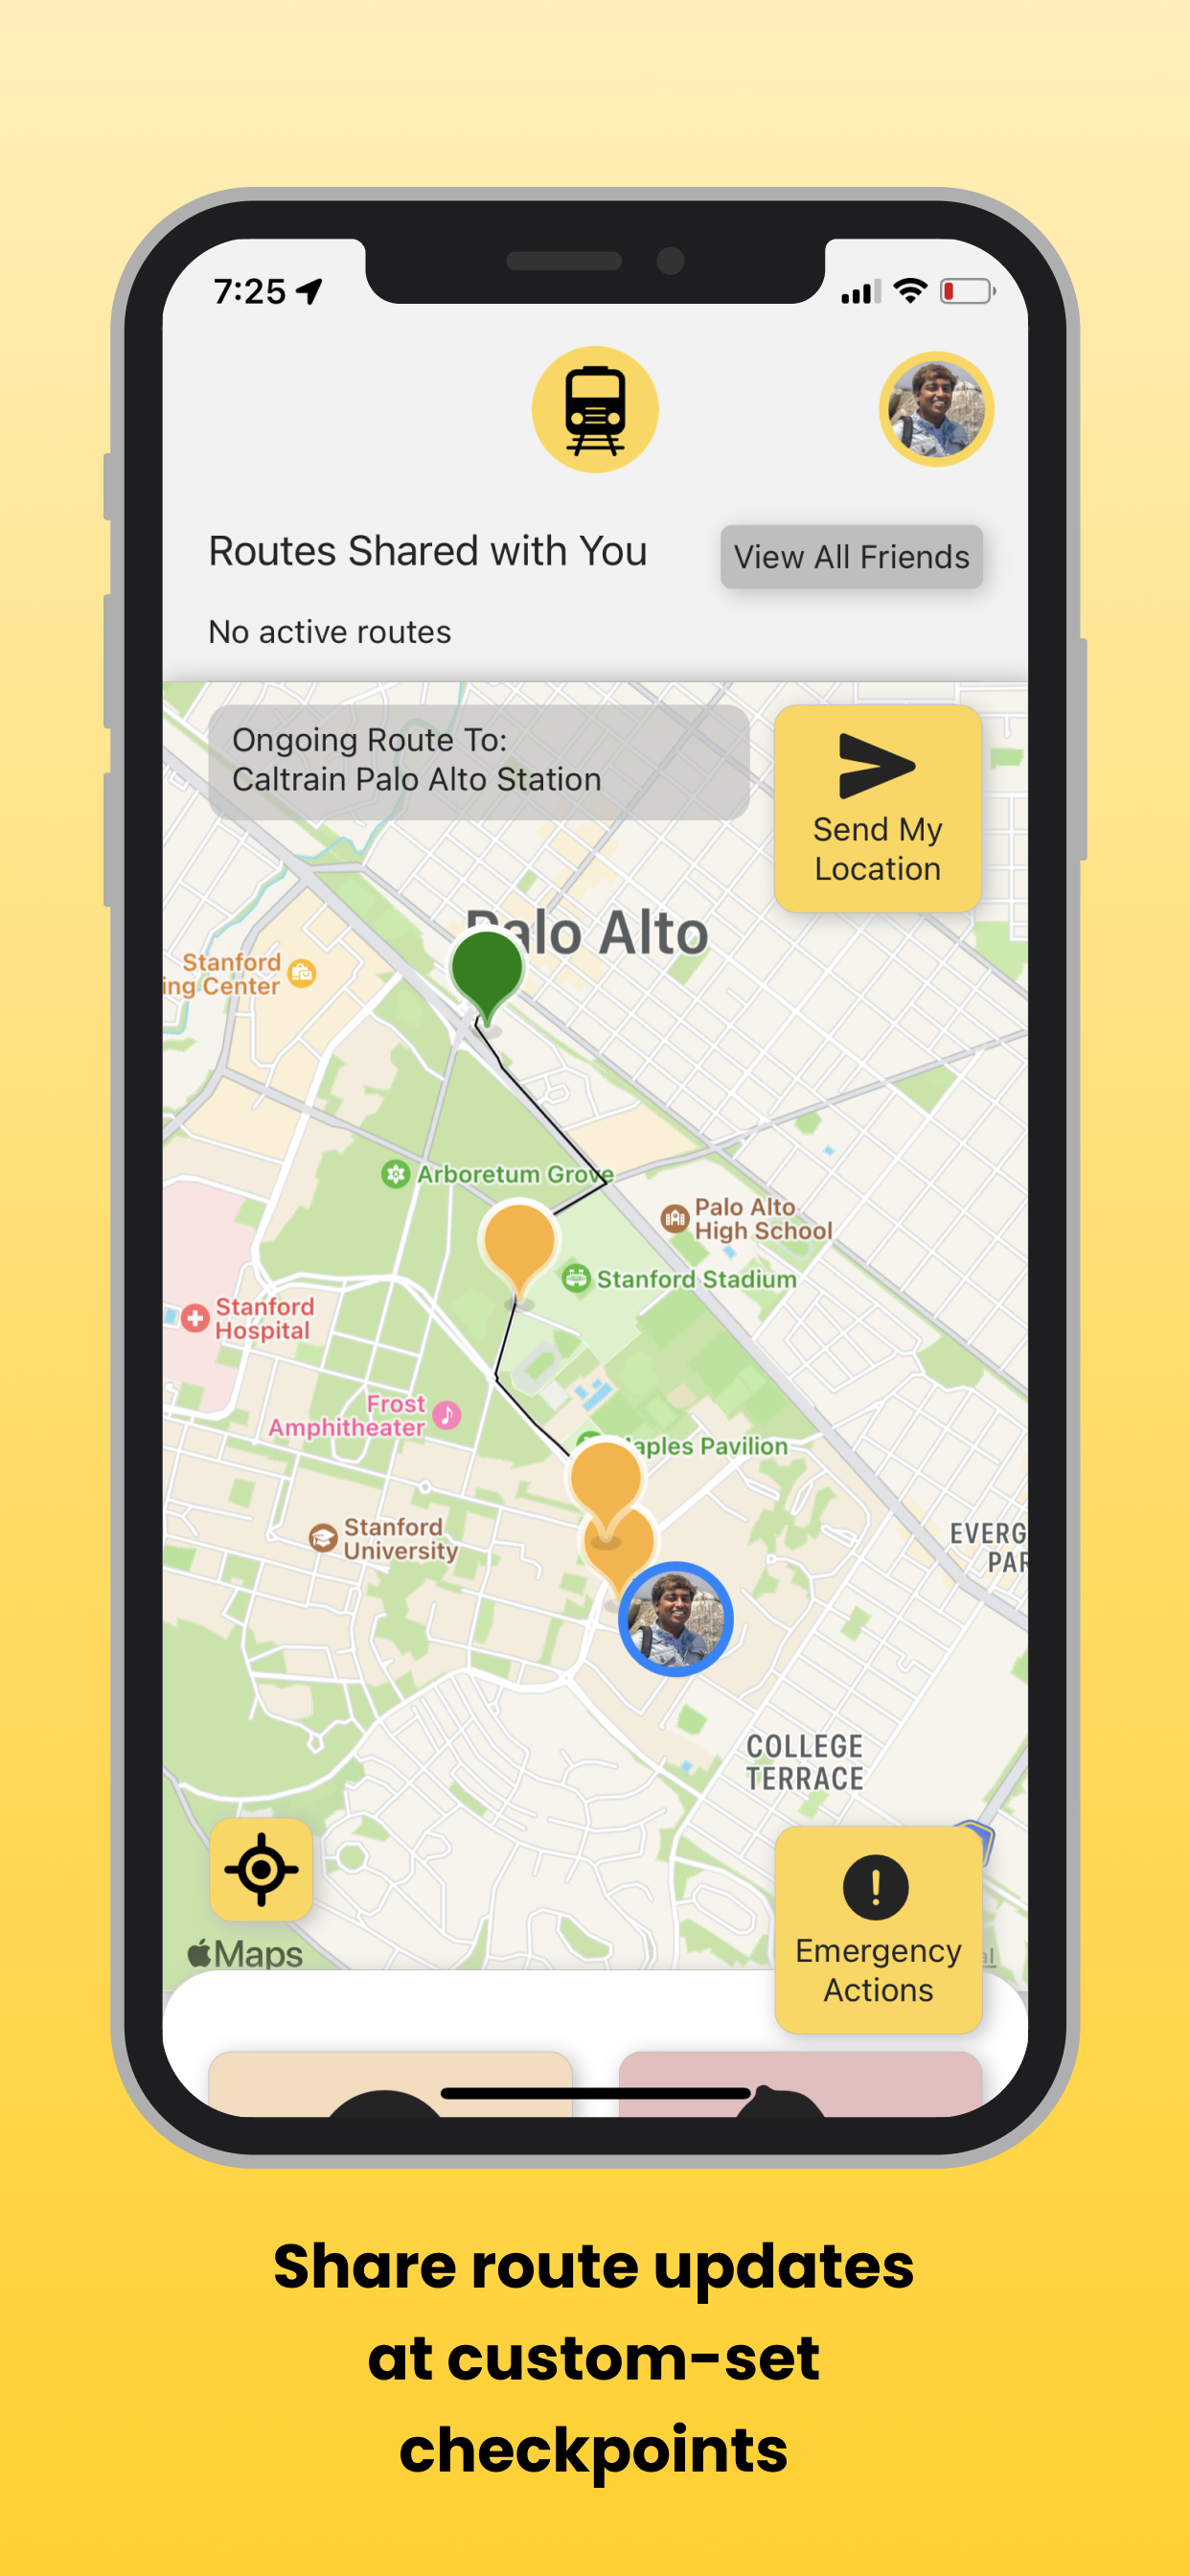 7:25
Routes Shared with You
View All Friends
No active routes
Ongoing Route To:
Caltrain Palo Alto Station
Send My
Location
Palo Alto
Stanford
ing Center
Arboretum Grove
Palo Alto
High School
Stanford Stadium
Stanford
Hospital
Frost
Amphitheater
aples Pavilion
Stanford
University
EVERG
PAR
COLLEGE
TERRACE
Maps
al
Emergency
Actions
Share route updates
at custom-set
checkpoints